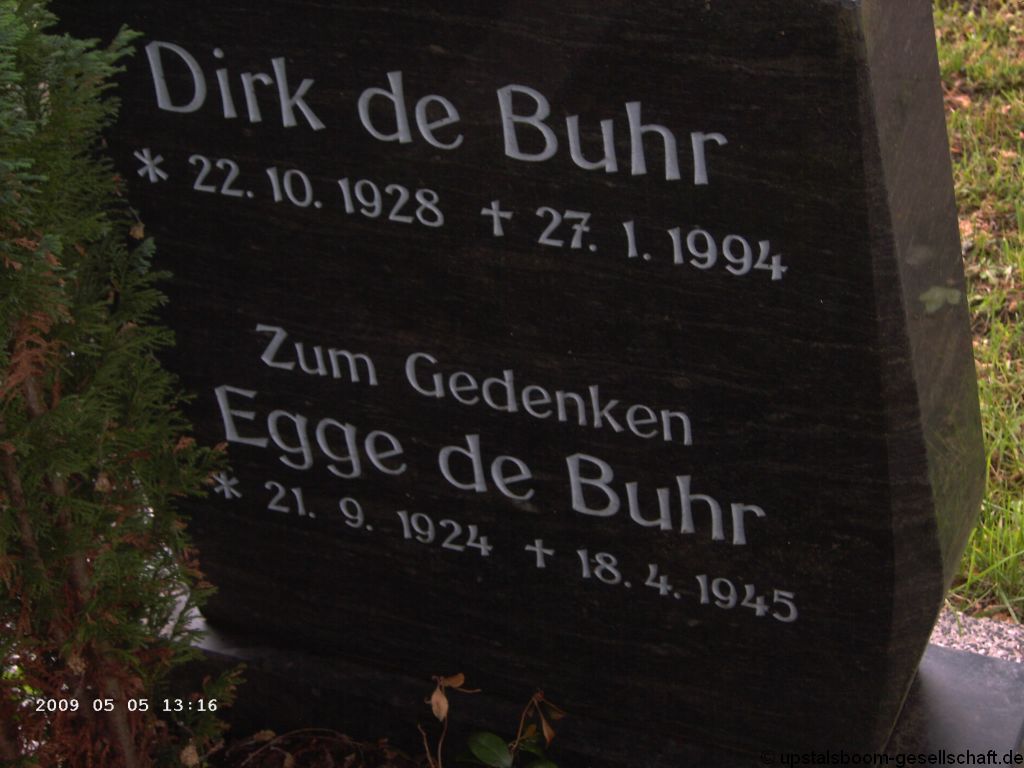 Dirk de Buhr
* 22. 10. 1928 † 27. 1. 1994
Zum Gedenken
Egge de Buhr
* 21. 9. 1924 † 18. 4. 1945
2009 05 05 13:16
© upstalsboom-gesellschaft.de